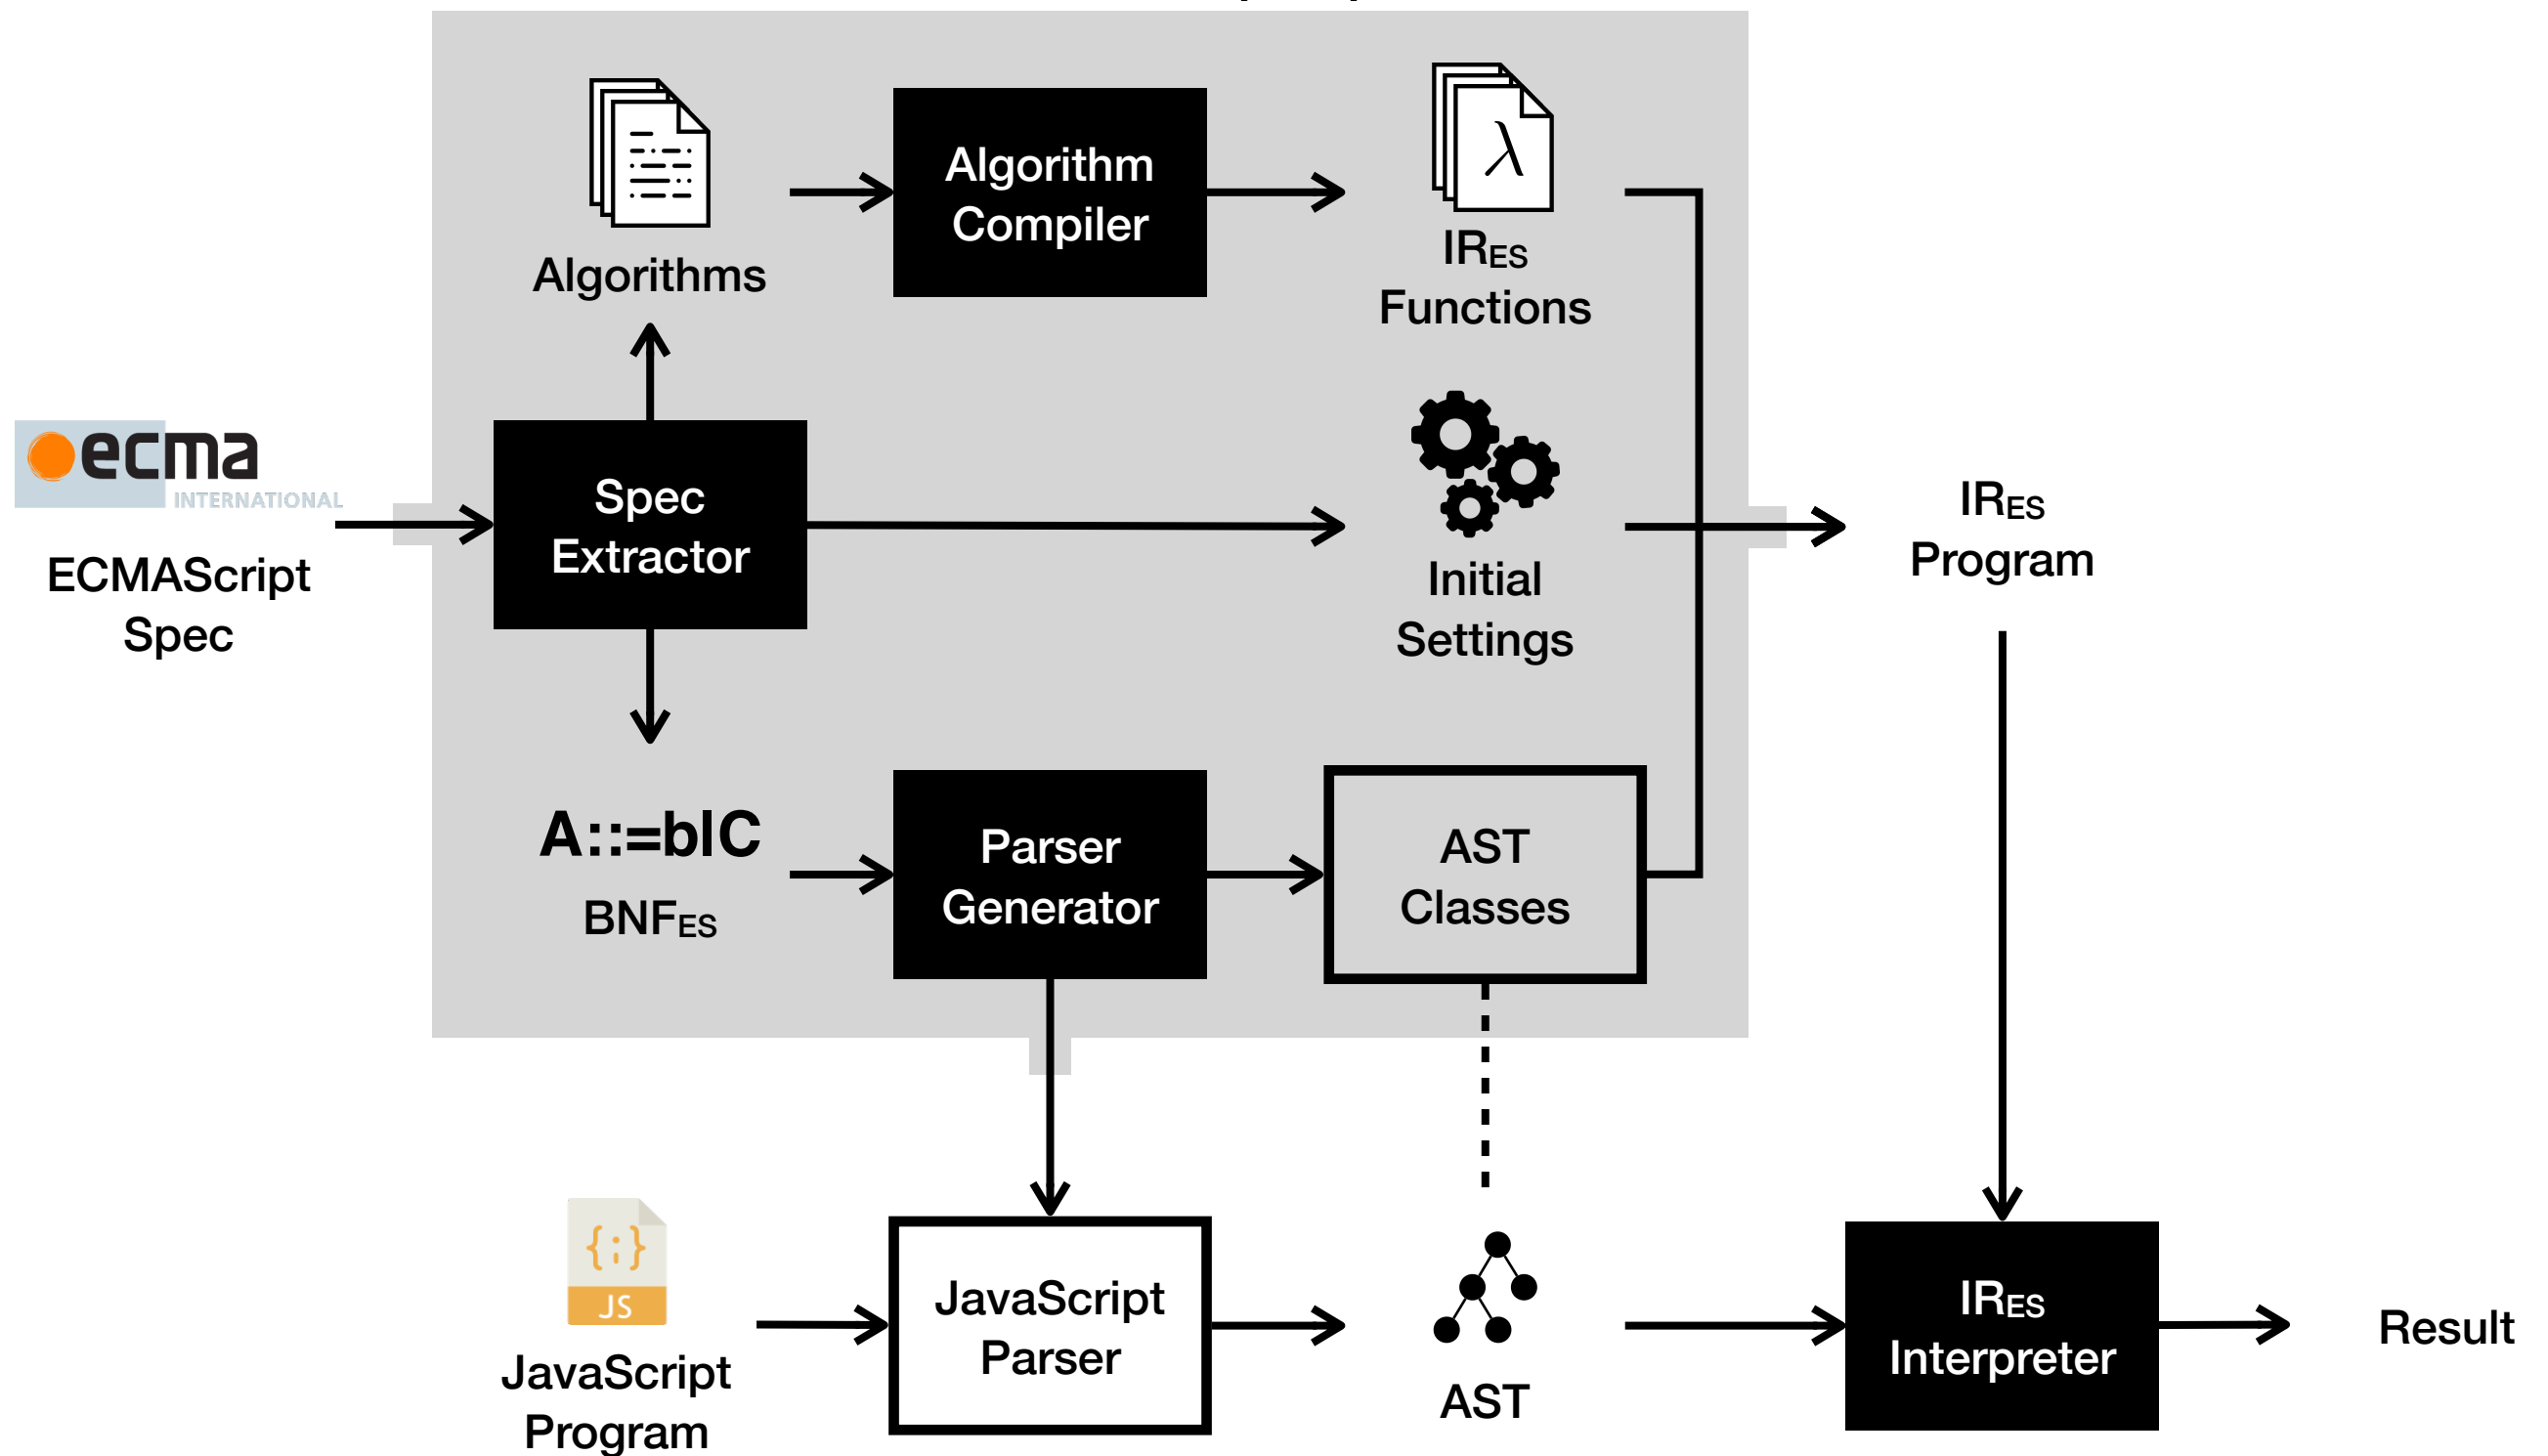 Algorithms
Algorithm
Compiler
λ
IRES
Functions
ecma
INTERNATIONAL
ECMAScript
Spec
Spec
Extractor
Initial
Settings
IRES
Program
A::=b|C
BNFES
Parser
Generator
AST
Classes
{;}
JS
JavaScript
Program
JavaScript
Parser
AST
IRES
Interpreter
Result